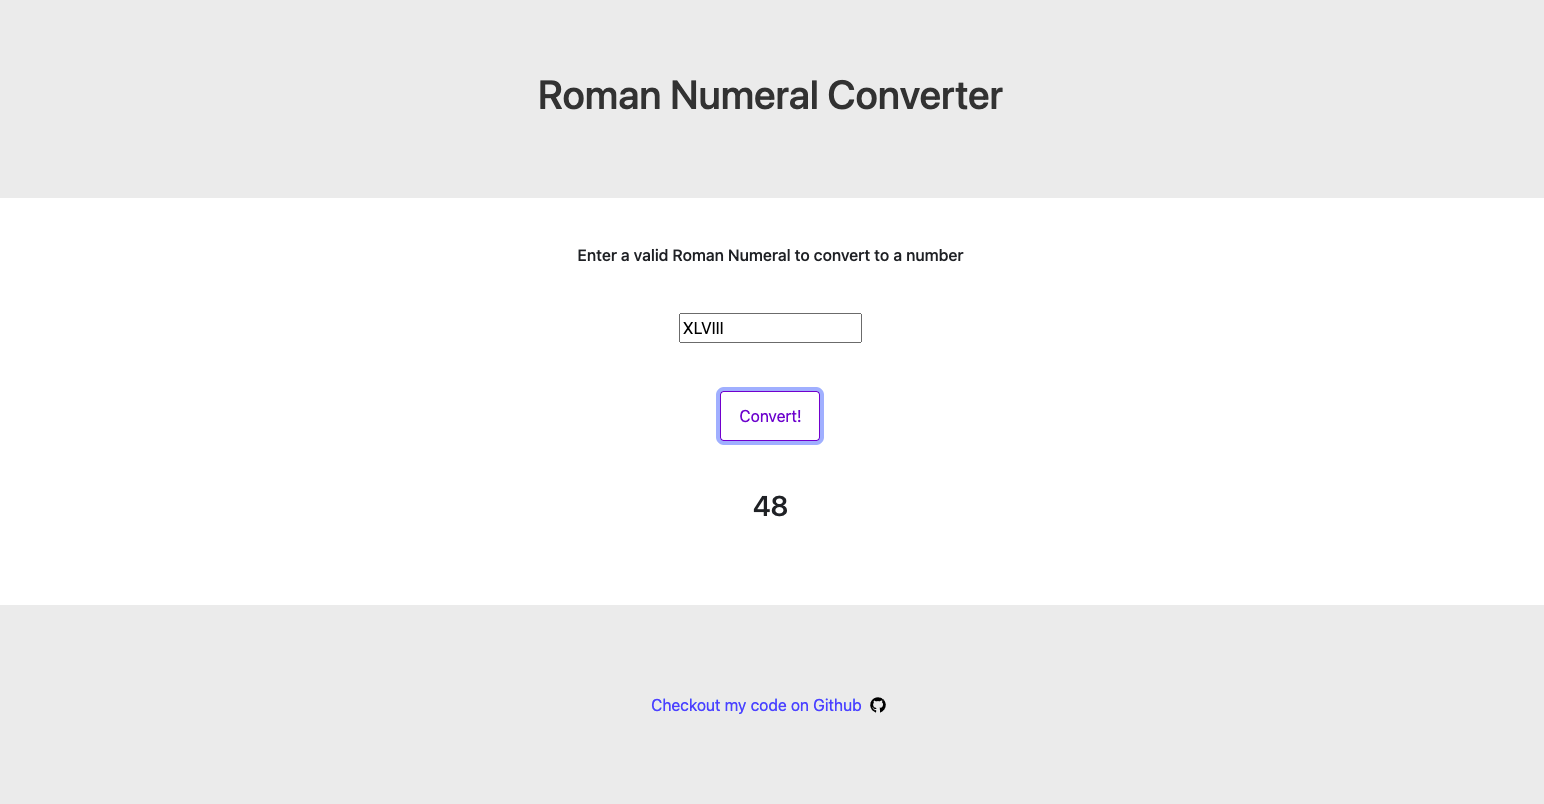 Roman Numeral Converter
Enter a valid Roman Numeral to convert to a number
XLVIII
Convert!
48
Checkout my code on Github